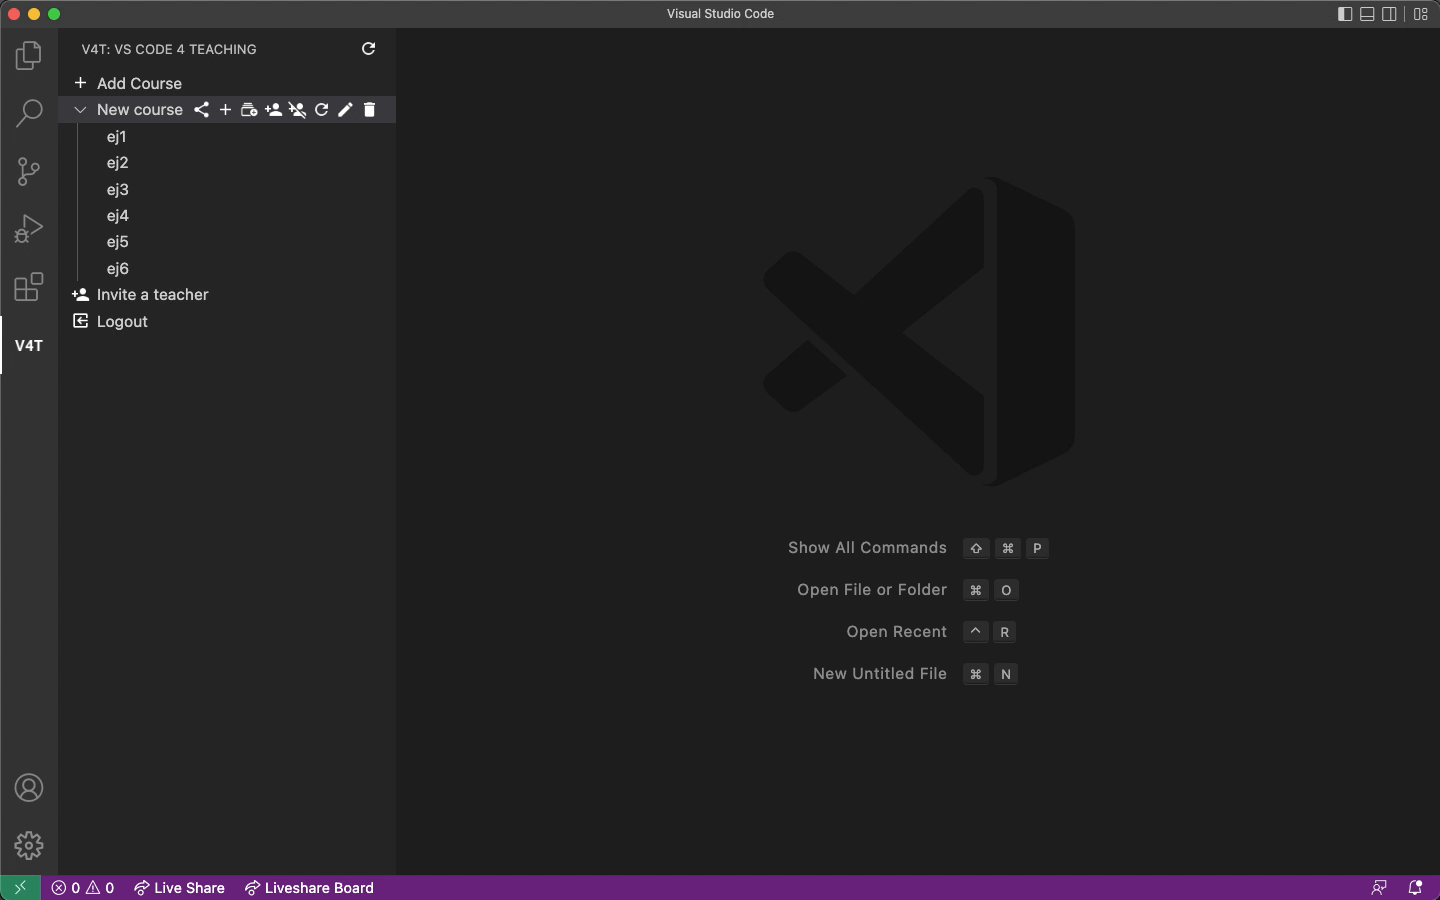 Visual Studio Code
V4T: VS CODE 4 TEACHING
Add Course
New course
ej1
ej2
ej3
ej4
ej5
ej6
Invite a teacher
Logout
V4T
Show All Commands ⇧ ⌘ P
Open File or Folder ⌘ O
Open Recent ^ R
New Untitled File ⌘ N
0 0 Live Share Liveshare Board